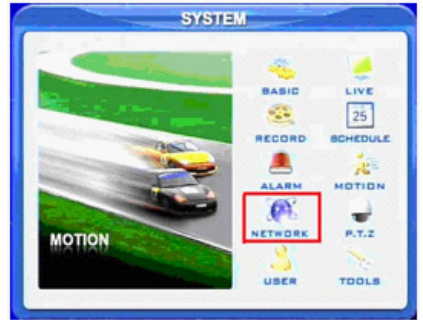 SYSTEM
MOTION
BASIC LIVE
25
RECORD SCHEDULE
ALARM MOTION
NETWORK P.T.Z
USER TOOLS